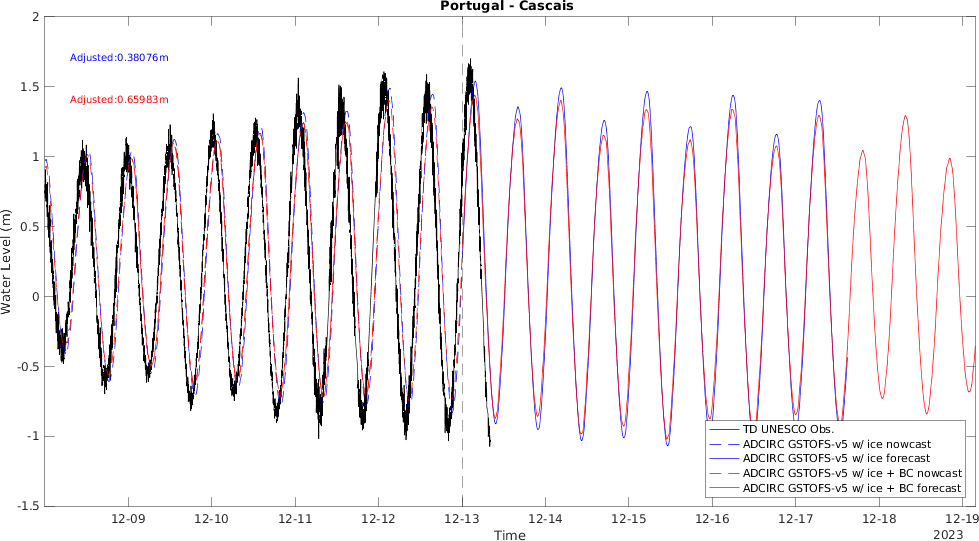 Portugal - Cascais
2
1.5
1
0.5
0
-0.5
-1
-1.5
Water Level (m)
Adjusted:0.38076m
Adjusted:0.65983m
TD UNESCO Obs.
ADCIRC GSTOFS-v5 w/ ice nowcast
ADCIRC GSTOFS-v5 w/ ice forecast
ADCIRC GSTOFS-v5 w/ ice + BC nowcast
ADCIRC GSTOFS-v5 w/ ice + BC forecast
12-09 12-10 12-11 12-12 12-13 12-14 12-15 12-16 12-17 12-18 12-19
Time
2023